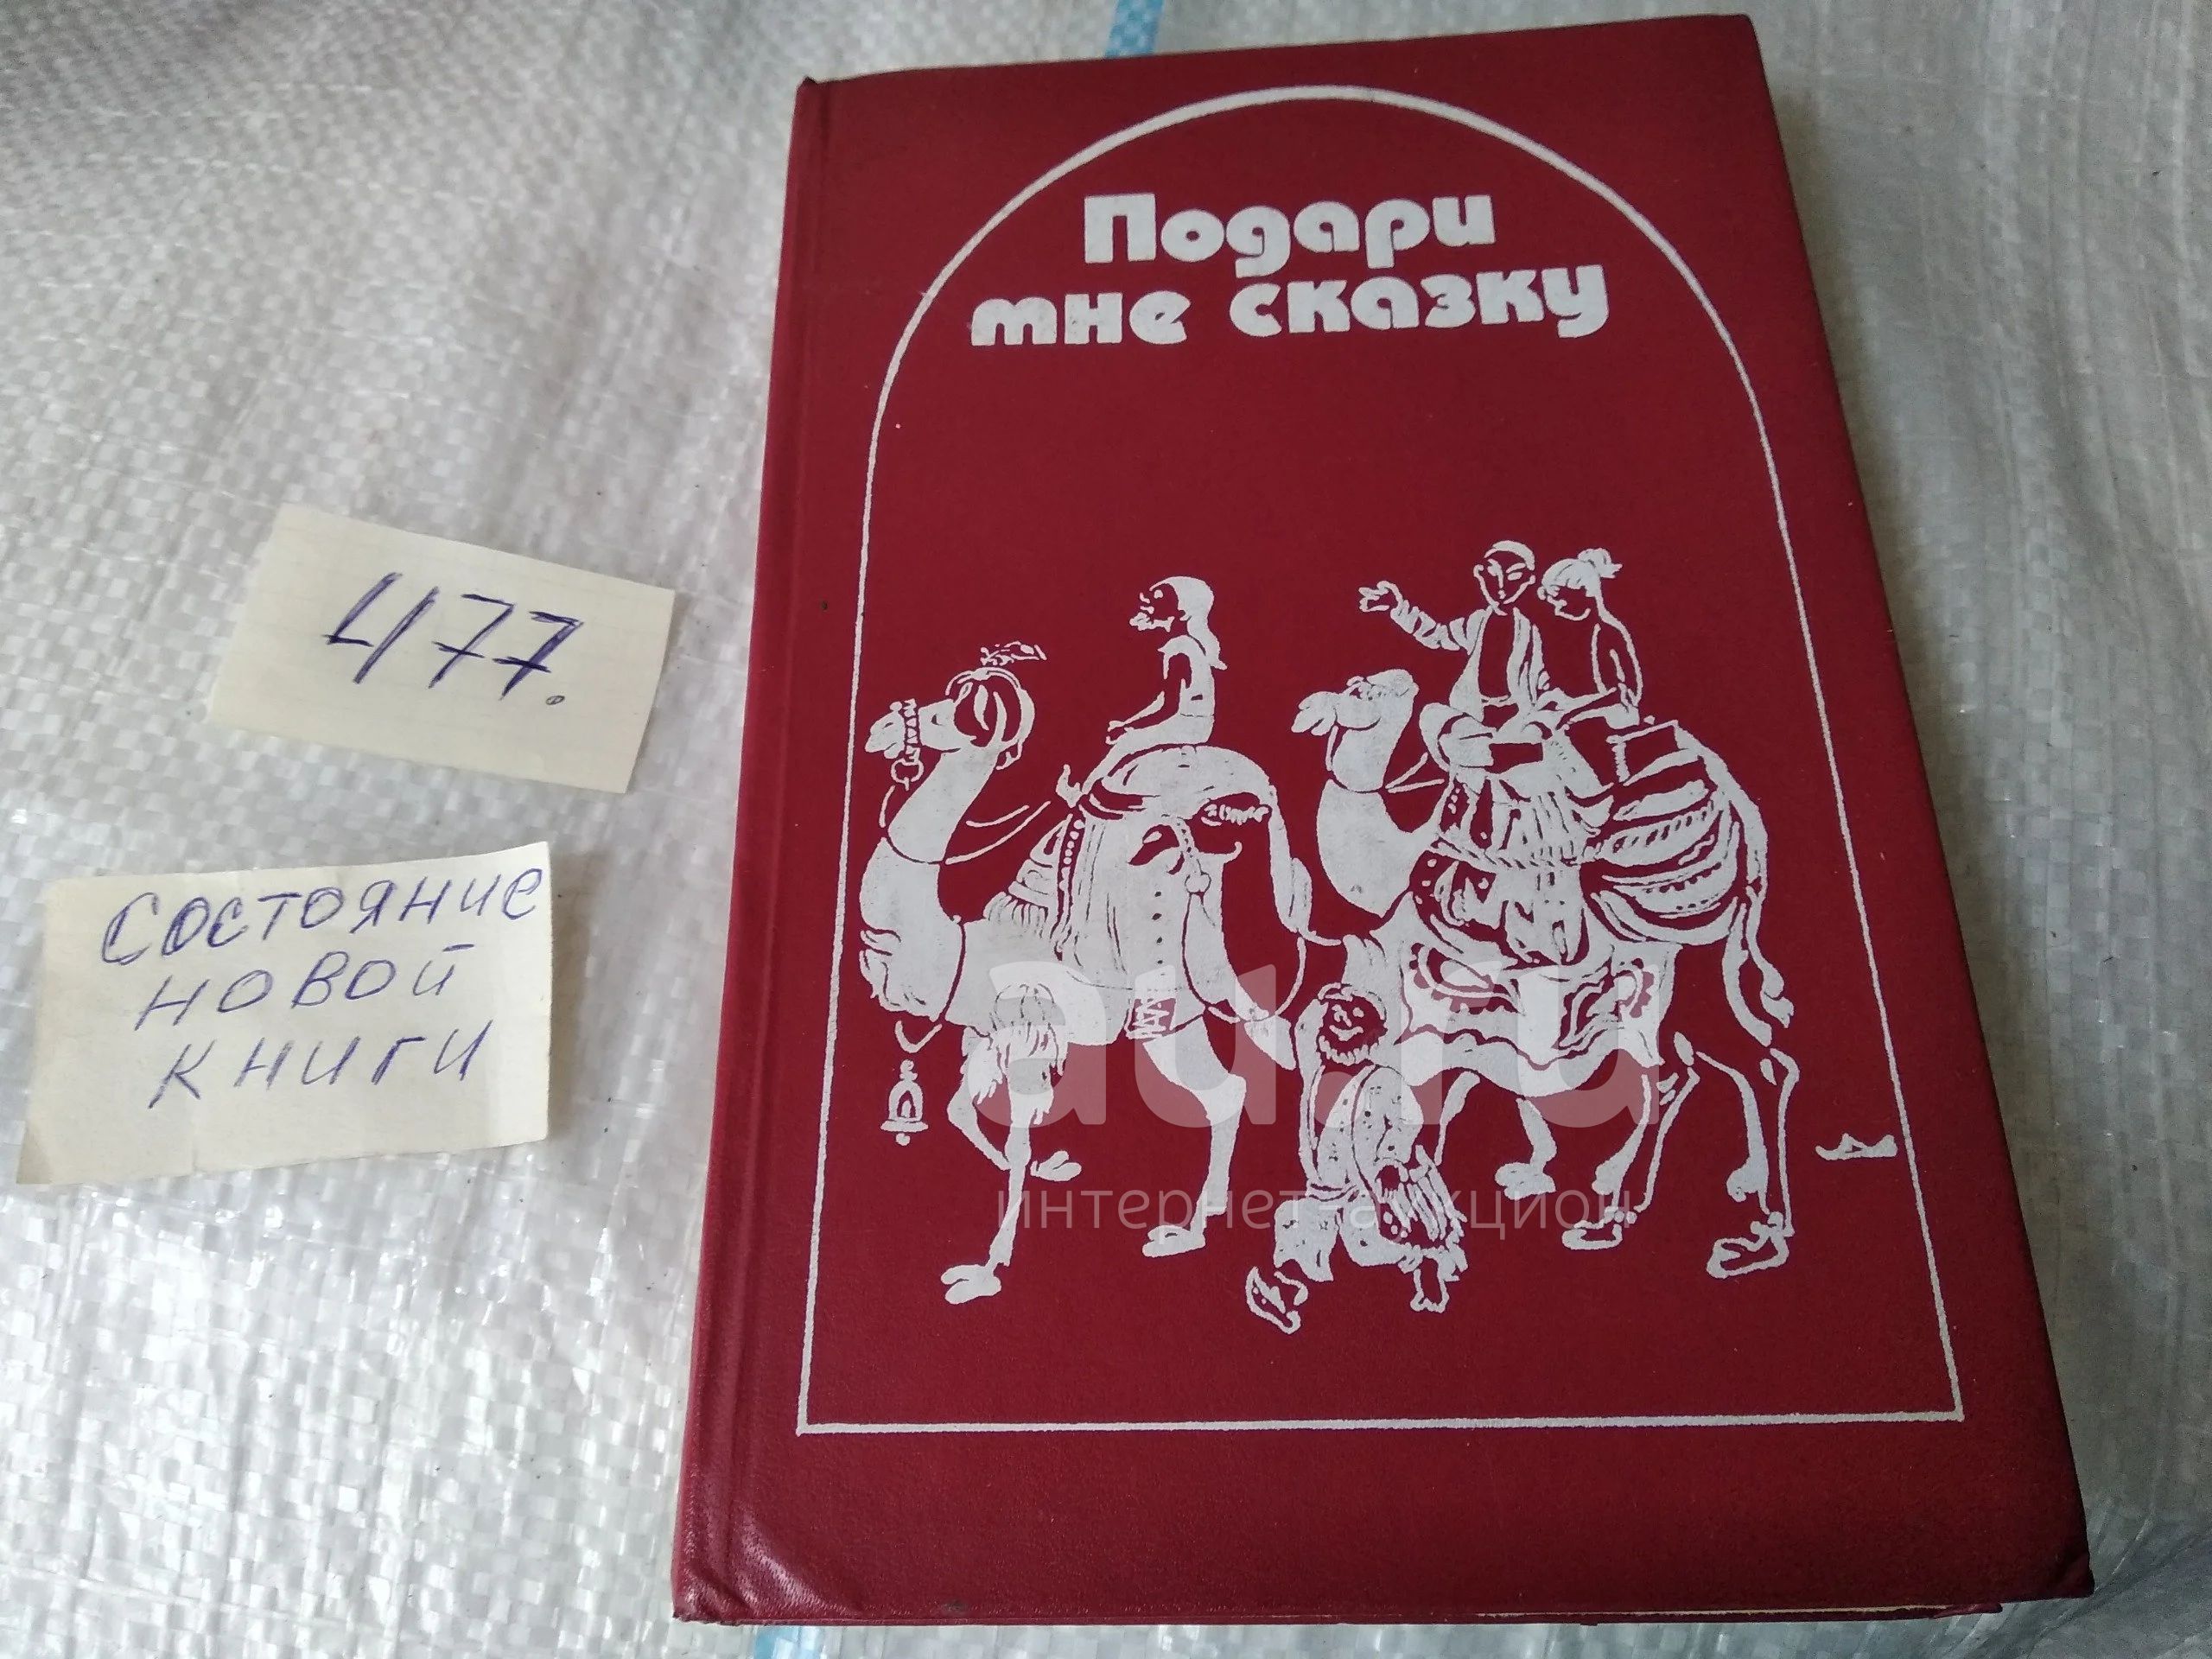 Подари
мне сказку
477.
состояние
новой
книги
au.ru
интернет-аукцион